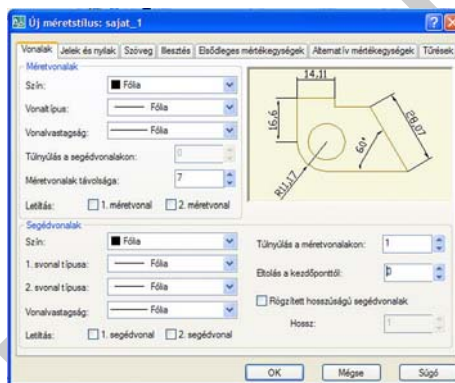 Új méretstílus: sajat_1
Vonalak Jelek és nyilak Szöveg Illesztés Elsődleges mértékegységek Alternatív mértékegységek Tűrések
Méretvonalak
Szín: Fólia
Vonaltípus: Fólia
Vonalvastagság: Fólia
Túlnyúlás a segédvonalakon: 0
Méretvonalak távolsága: 7
Letiltás: 1. méretvonal 2. méretvonal
14,11
16,6
28,07
60°
R11,17
Segédvonalak
Szín: Fólia
1. svonal típusa: Fólia
2. svonal típusa: Fólia
Vonalvastagság: Fólia
Letiltás: 1. segédvonal 2. segédvonal
Túlnyúlás a méretvonalakon: 1
Eltolás a kezdőponttól: 0
Rögzített hosszúságú segédvonalak
Hossz: 1
OK Mégse Súgó